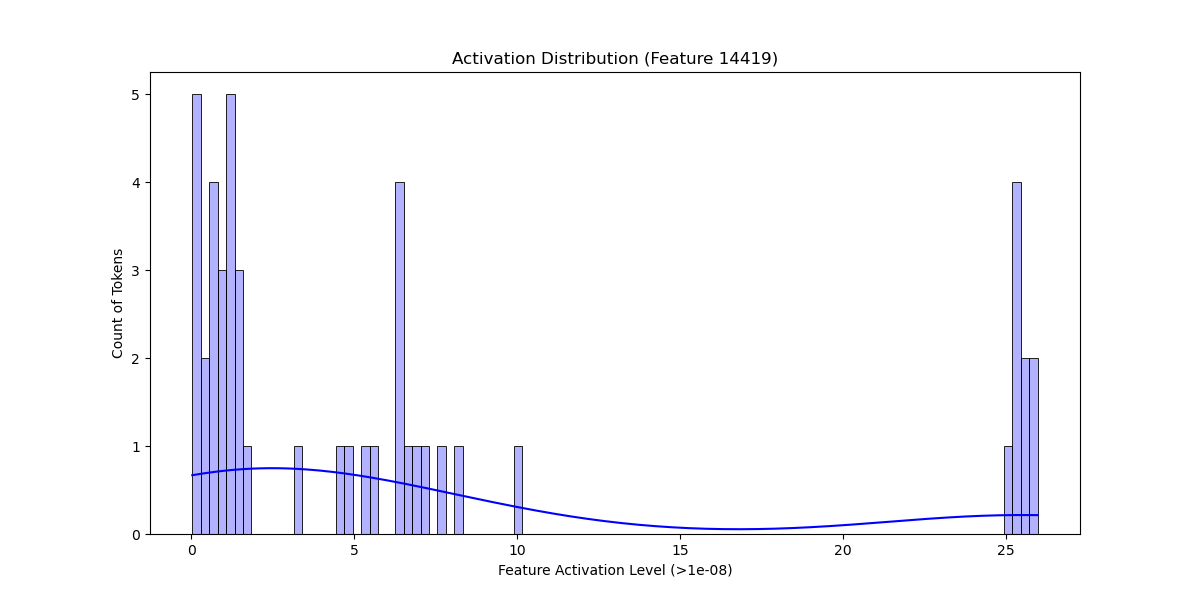 Activation Distribution (Feature 14419)
5
4
3
2
1
0
Count of Tokens
0 5 10 15 20 25
Feature Activation Level (>1e-08)